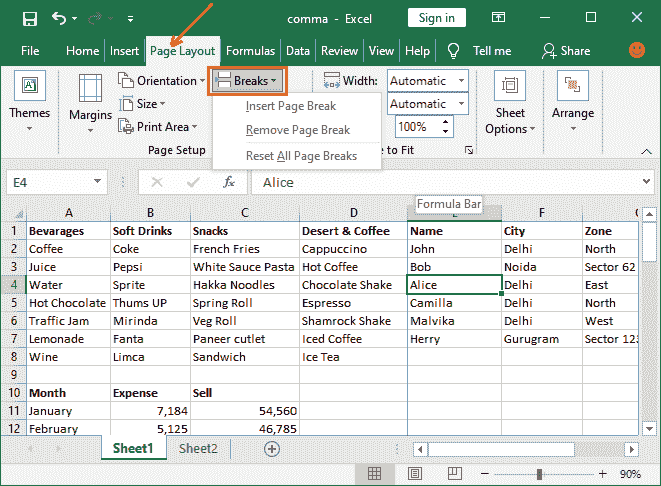 comma - Excel Sign in
File Home Insert Page Layout Formulas Data Review View Help Tell me Share
Themes Margins Orientation Breaks Width: Automatic Sheet Options Arrange
Size Insert Page Break Automatic
Print Area Remove Page Break 100%
Page Setup Reset All Page Breaks e to Fit
E4 fx Alice
Formula Bar
A B C D E F G
1 Bevarages Soft Drinks Snacks Desert & Coffee Name City Zone
2 Coffee Coke French Fries Cappuccino John Delhi North
3 Juice Pepsi White Sauce Pasta Hot Coffee Bob Noida Sector 62
4 Water Sprite Hakka Noodles Chocolate Shake Alice Delhi East
5 Hot Chocolate Thums UP Spring Roll Espresso Camilla Delhi North
6 Traffic Jam Mirinda Veg Roll Shamrock Shake Malvika Delhi West
7 Lemonade Fanta Paneer cutlet Iced Coffee Herry Gurugram Sector 12
8 Wine Limca Sandwich Ice Tea
9
10 Month Expense Sell
11 January 7,184 54,560
12 February 5,125 46,785
Sheet1 Sheet2
90%